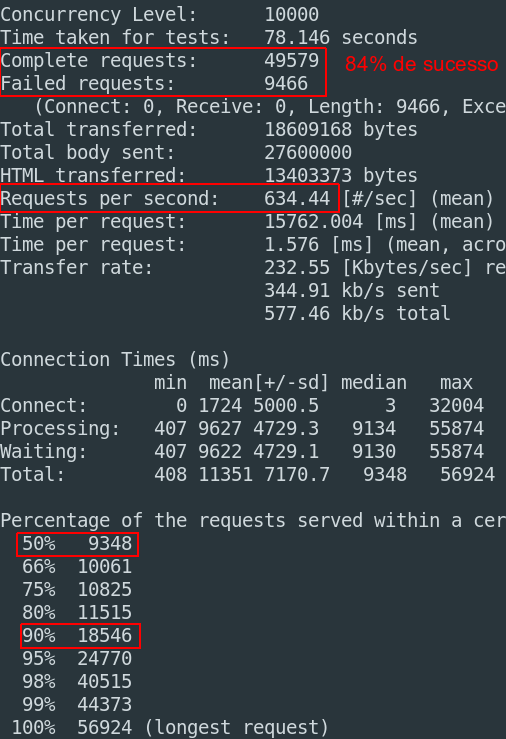 Concurrency Level:      10000
Time taken for tests:   78.146 seconds
Complete requests:      49579
84% de sucesso
Failed requests:        9466
   (Connect: 0, Receive: 0, Length: 9466, Exce
Total transferred:      18609168 bytes
Total body sent:        27600000
HTML transferred:       13403373 bytes
Requests per second:    634.44 [#/sec] (mean)
Time per request:       15762.004 [ms] (mean)
Time per request:       1.576 [ms] (mean, acro
Transfer rate:          232.55 [Kbytes/sec] re
                        344.91 kb/s sent
                        577.46 kb/s total
Connection Times (ms)
              min  mean[+/-sd] median   max
Connect:        0 1724 5000.5      3   32004
Processing:   407 9627 4729.3   9134   55874
Waiting:      407 9622 4729.1   9130   55874
Total:        408 11351 7170.7   9348   56924
Percentage of the requests served within a cer
  50%   9348
  66%  10061
  75%  10825
  80%  11515
  90%  18546
  95%  24770
  98%  40515
  99%  44373
 100%  56924 (longest request)